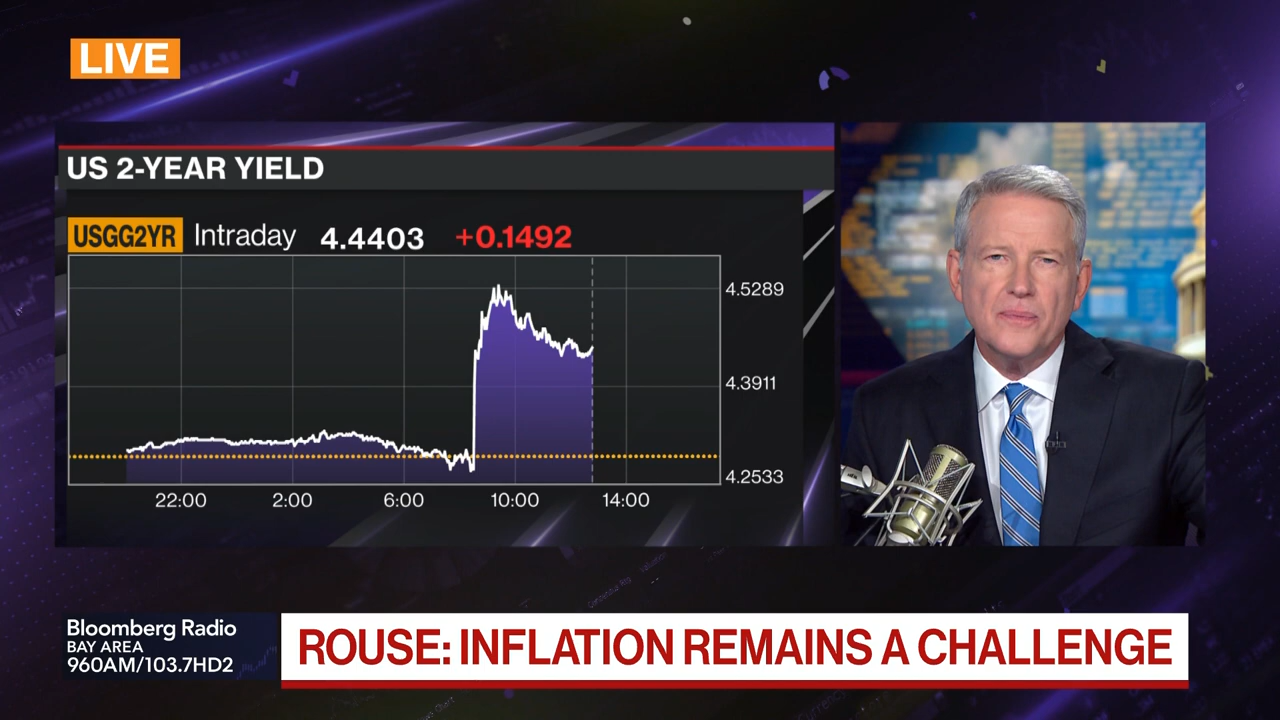 LIVE
US 2-YEAR YIELD
USGG2YR Intraday 4.4403 +0.1492
4.5289
4.3911
4.2533
22:00 2:00 6:00 10:00 14:00
Bloomberg Radio
BAY AREA
960AM/103.7HD2
ROUSE: INFLATION REMAINS A CHALLENGE